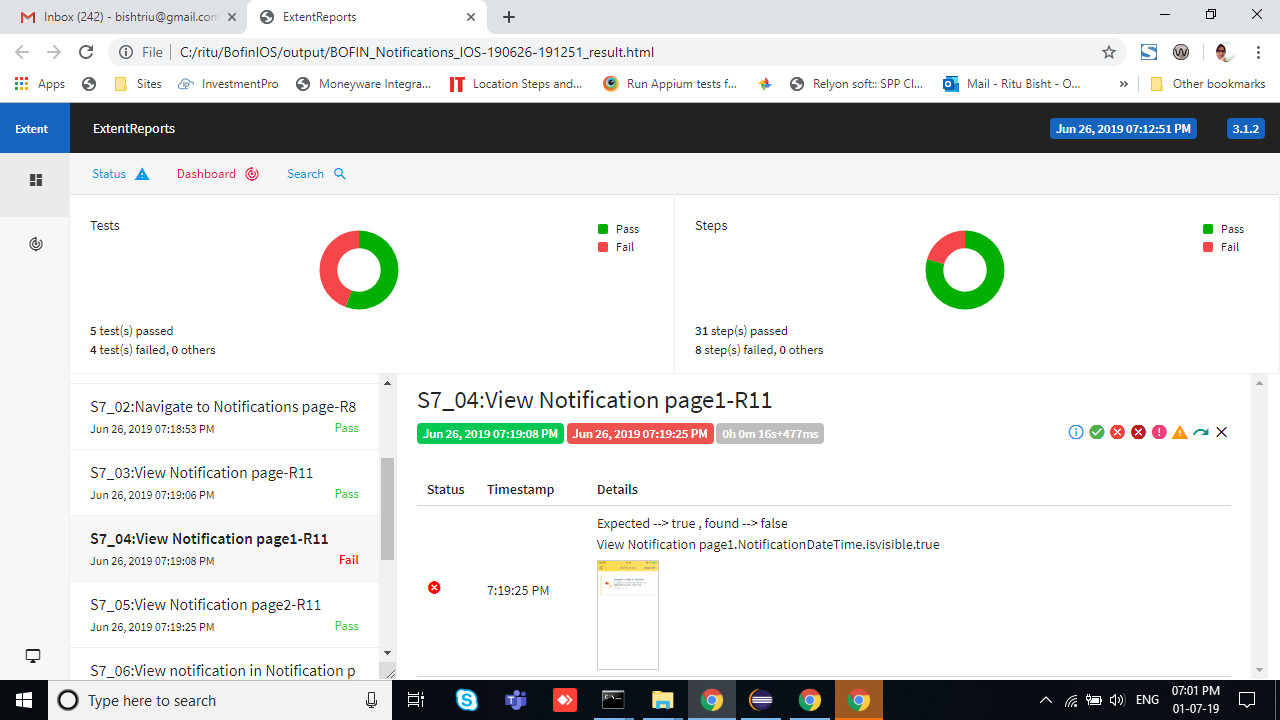 Inbox (242) - bishtriu@gmail.com
ExtentReports
File
C:/ritu/BofinIOS/output/BOFIN_Notifications_IOS-190626-191251_result.html
Apps
Sites
InvestmentPro
Moneyware Integra...
Location Steps and...
Run Appium tests f...
Relyon soft:: SPP Cl...
Mail - Ritu Bisht - O...
»
Other bookmarks
Extent
ExtentReports
Jun 26, 2019 07:12:51 PM
3.1.2
Status
Dashboard
Search
Tests
Pass
Fail
5 test(s) passed
4 test(s) failed, 0 others
Steps
Pass
Fail
31 step(s) passed
8 step(s) failed, 0 others
S7_02:Navigate to Notifications page-R8
Jun 26, 2019 07:18:53 PM
Pass
S7_03:View Notification page-R11
Jun 26, 2019 07:19:06 PM
Pass
S7_04:View Notification page1-R11
Jun 26, 2019 07:19:08 PM
Fail
S7_05:View Notification page2-R11
Jun 26, 2019 07:19:25 PM
Pass
S7_06:View notification in Notification p
S7_04:View Notification page1-R11
Jun 26, 2019 07:19:08 PM
Jun 26, 2019 07:19:25 PM
0h 0m 16s+477ms
Status
Timestamp
Details
7:19:25 PM
Expected --> true , found --> false
View Notification page1.NotificationDateTime.isvisible.true
Type here to search
ENG
07:01 PM
01-07-19